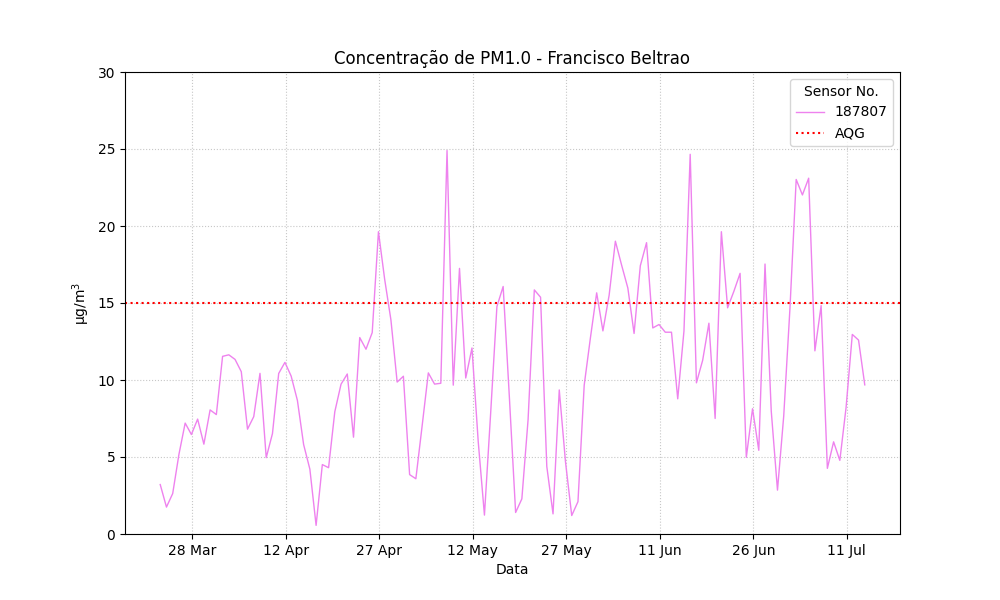 Concentração de PM1.0 - Francisco Beltrao
Sensor No.
187807
AQG
30
25
20
15
10
5
0
µg/m³
28 Mar
12 Apr
27 Apr
12 May
27 May
11 Jun
26 Jun
11 Jul
Data